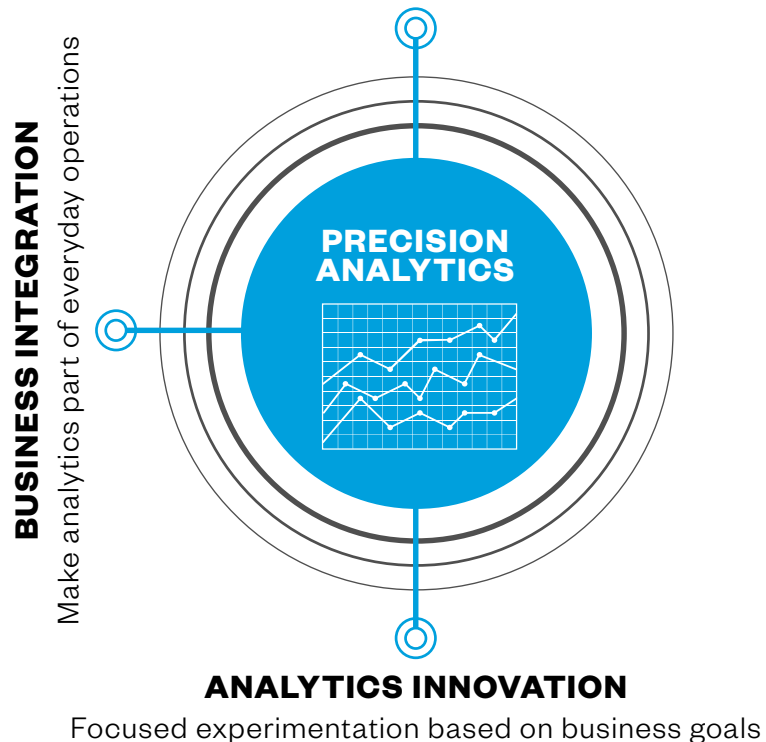 BUSINESS INTEGRATION
Make analytics part of everyday operations
PRECISION
ANALYTICS
ANALYTICS INNOVATION
Focused experimentation based on business goals